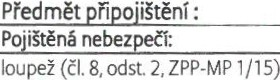 Předmět připojištění :
Pojištěná nebezpečí:
loupež (čl. 8, odst. 2, ZPP-MP 1/15)